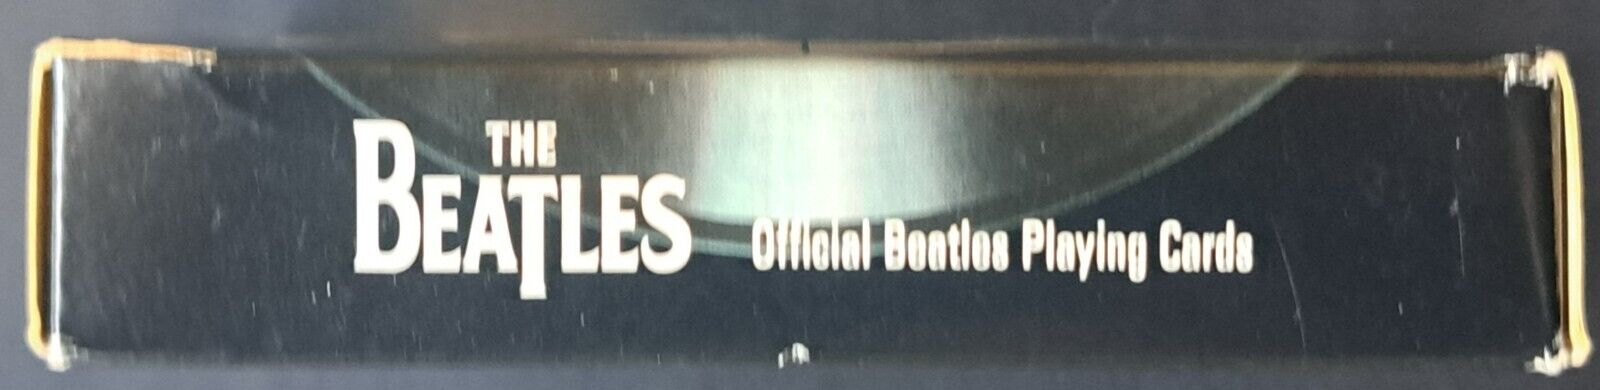 THE
BEATLES
Official Beatles Playing Cards